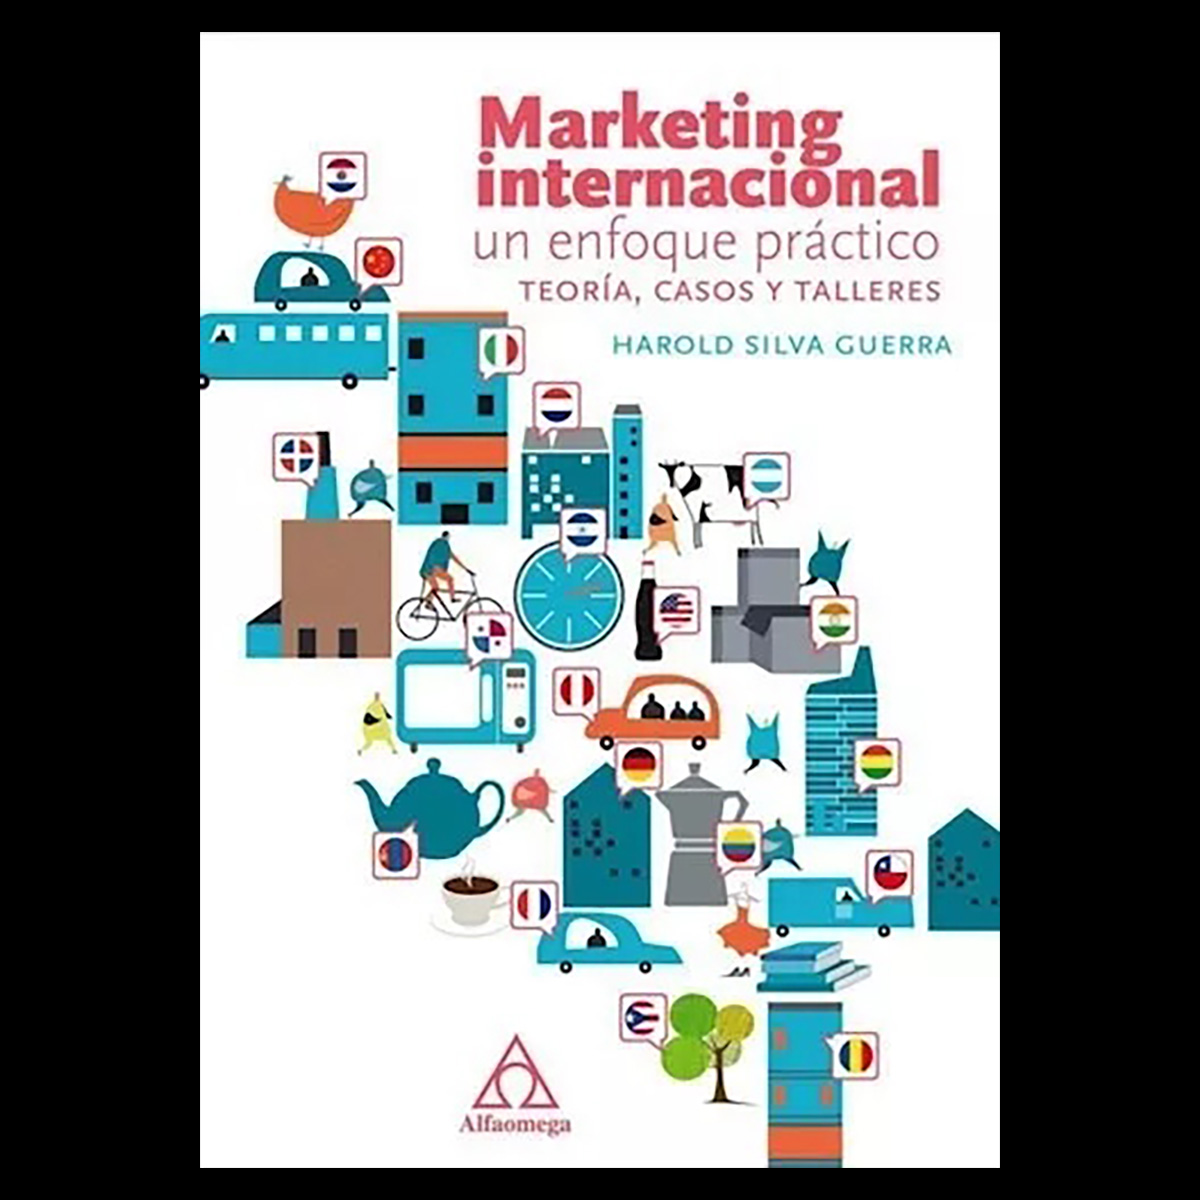 Marketing
internacional
un enfoque práctico
TEORÍA, CASOS Y TALLERES
HAROLD SILVA GUERRA
Alfaomega